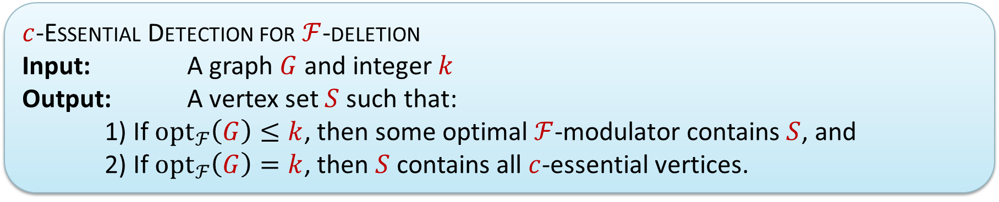 c-Essential Detection for ℱ-deletion
Input: A graph G and integer k
Output: A vertex set S such that:
1) If optℱ(G) ≤ k, then some optimal ℱ-modulator contains S, and
2) If optℱ(G) = k, then S contains all c-essential vertices.